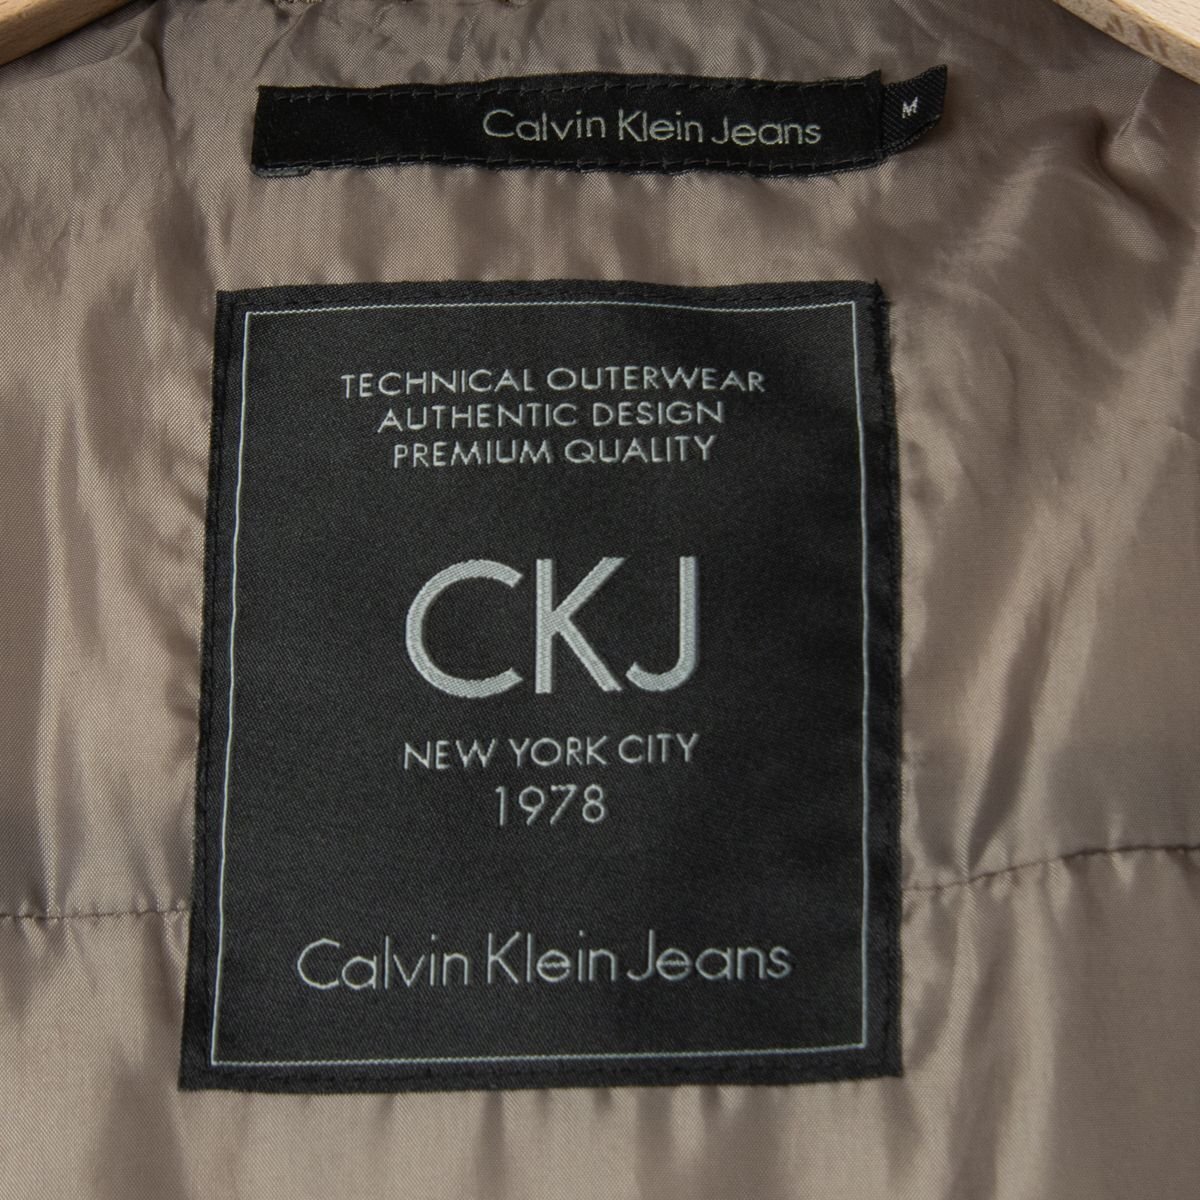 Calvin Klein Jeans M
TECHNICAL OUTERWEAR
AUTHENTIC DESIGN
PREMIUM QUALITY
CKJ
NEW YORK CITY
1978
Calvin Klein Jeans